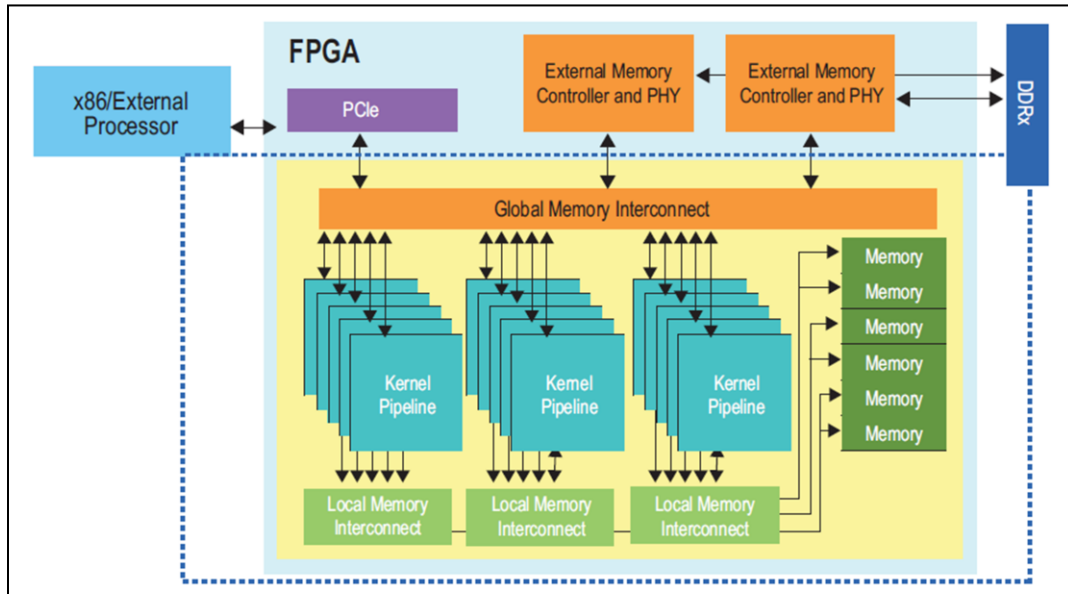 FPGA
x86/External
Processor
PCIe
External Memory
Controller and PHY
External Memory
Controller and PHY
DDRx
Global Memory Interconnect
Kernel
Pipeline
Kernel
Pipeline
Kernel
Pipeline
Memory
Memory
Memory
Memory
Memory
Memory
Local Memory
Interconnect
Local Memory
Interconnect
Local Memory
Interconnect